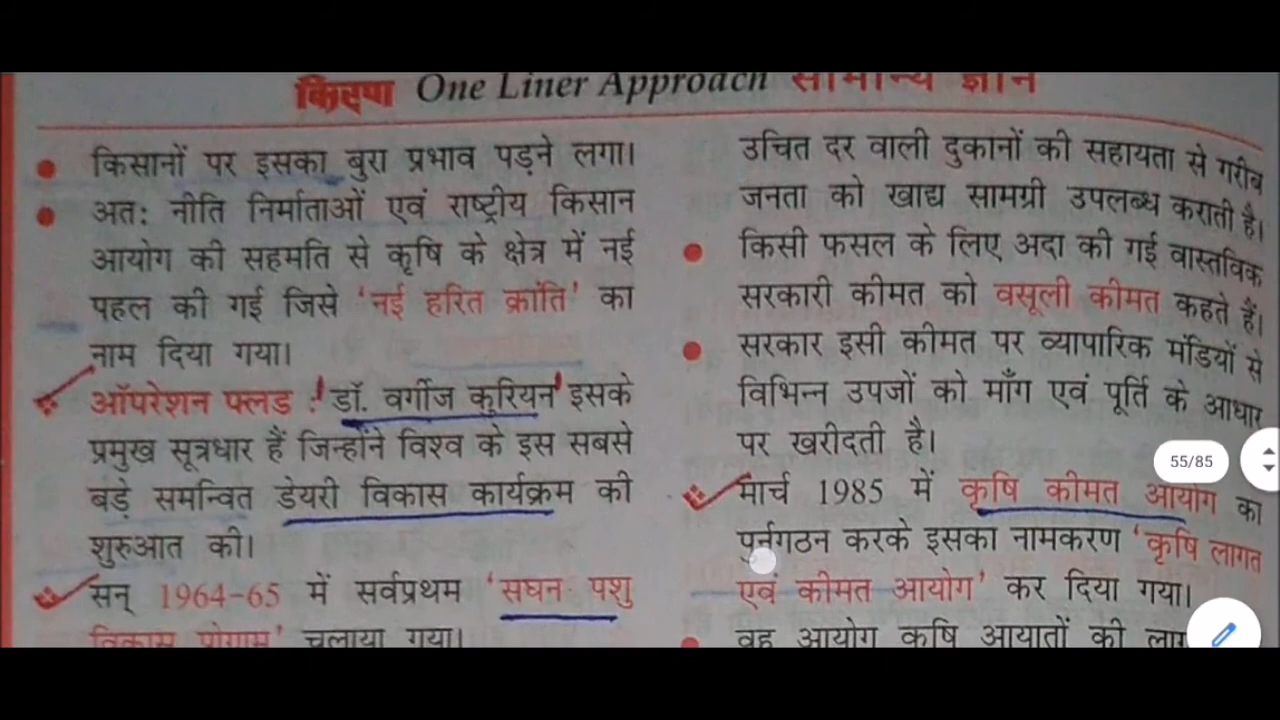 किरण One Liner Approach सामान्य ज्ञान
किसानों पर इसका बुरा प्रभाव पड़ने लगा।
अतः नीति निर्माताओं एवं राष्ट्रीय किसान
आयोग की सहमति से कृषि के क्षेत्र में नई
पहल की गई जिसे 'नई हरित क्रांति' का
नाम दिया गया।
ऑपरेशन फ्लड : डॉ. वर्गीज कुरियन इसके
प्रमुख सूत्रधार हैं जिन्होंने विश्व के इस सबसे
बड़े समन्वित डेयरी विकास कार्यक्रम की
शुरुआत की।
सन् 1964-65 में सर्वप्रथम 'सघन पशु
विकास प्रोग्राम' चलाया गया।
उचित दर वाली दुकानों की सहायता से गरीब
जनता को खाद्य सामग्री उपलब्ध कराती है।
किसी फसल के लिए अदा की गई वास्तविक
सरकारी कीमत को वसूली कीमत कहते हैं।
सरकार इसी कीमत पर व्यापारिक मंडियों से
विभिन्न उपजों को माँग एवं पूर्ति के आधार
पर खरीदती है।
मार्च 1985 में कृषि कीमत आयोग का
पुर्नगठन करके इसका नामकरण 'कृषि लागत
एवं कीमत आयोग' कर दिया गया।
वह आयोग कृषि आयातों की
55/85